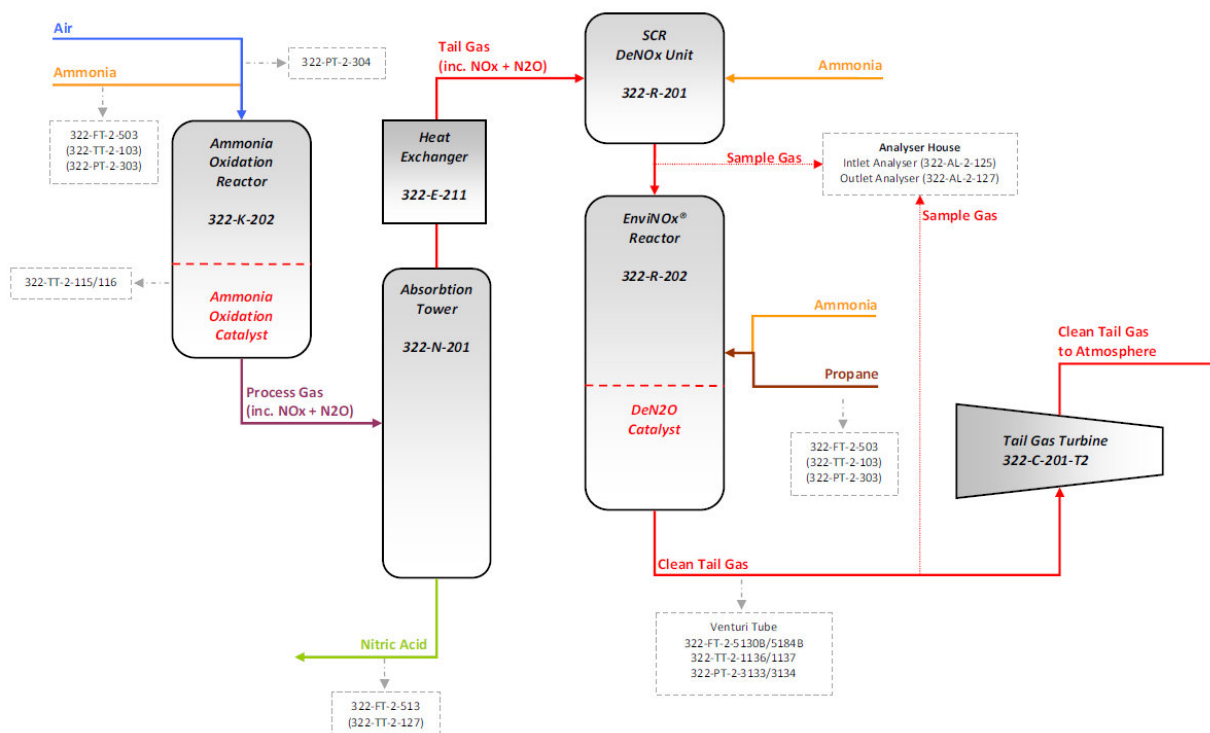 Air
Ammonia
322-PT-2-304
322-FT-2-503
(322-TT-2-103)
(322-PT-2-303)
Ammonia
Oxidation
Reactor
322-K-202
322-TT-2-115/116
Ammonia
Oxidation
Catalyst
Process Gas
(inc. NOx + N2O)
Tail Gas
(inc. NOx + N2O)
Heat
Exchanger
322-E-211
Absorbtion
Tower
322-N-201
Nitric Acid
322-FT-2-513
(322-TT-2-127)
SCR
DeNOx Unit
322-R-201
Ammonia
Sample Gas
Analyser House
Intlet Analyser (322-AL-2-125)
Outlet Analyser (322-AL-2-127)
Sample Gas
EnviNOx®
Reactor
322-R-202
Ammonia
Propane
DeN2O
Catalyst
322-FT-2-503
(322-TT-2-103)
(322-PT-2-303)
Clean Tail Gas
to Atmosphere
Tail Gas Turbine
322-C-201-T2
Clean Tail Gas
Venturi Tube
322-FT-2-5130B/5184B
322-TT-2-1136/1137
322-PT-2-3133/3134